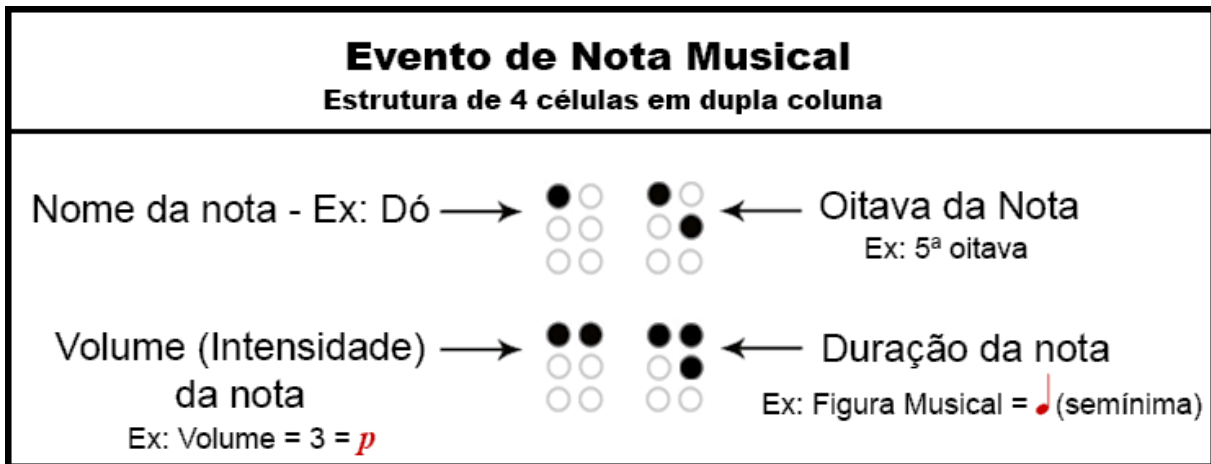 Evento de Nota Musical
Estrutura de 4 células em dupla coluna
Nome da nota - Ex: Dó
Oitava da Nota
Ex: 5ª oitava
Volume (Intensidade)
da nota
Ex: Volume = 3 = p
Duração da nota
Ex: Figura Musical = ♩ (semínima)